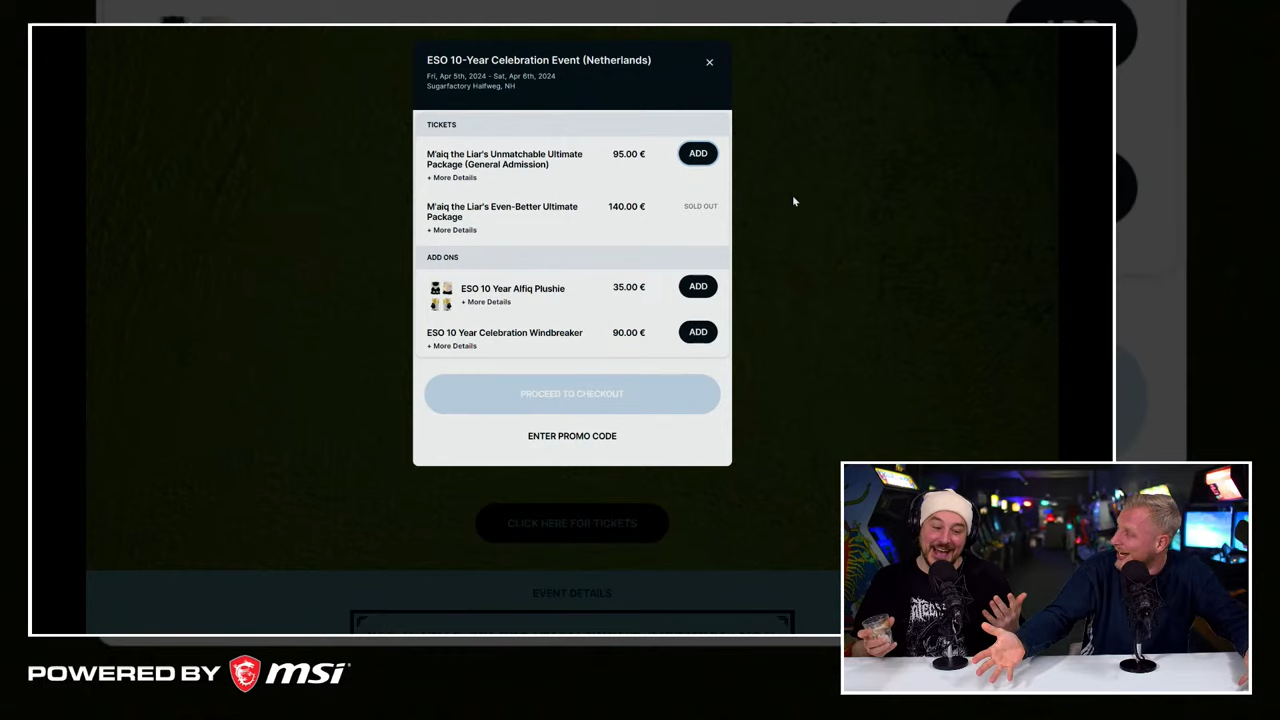 ESO 10-Year Celebration Event (Netherlands)
Fri, Apr 5th, 2024 - Sat, Apr 6th, 2024
Sugarfactory Halfweg, NH
TICKETS
M'aiq the Liar's Unmatchable Ultimate
Package (General Admission)
95.00 €
ADD
+ More Details
M'aiq the Liar's Even-Better Ultimate
Package
140.00 €
SOLD OUT
+ More Details
ADD ONS
ESO 10 Year Alfiq Plushie
35.00 €
ADD
+ More Details
ESO 10 Year Celebration Windbreaker
90.00 €
ADD
+ More Details
PROCEED TO CHECKOUT
ENTER PROMO CODE
CLICK HERE FOR TICKETS
EVENT DETAILS
POWERED BY msi